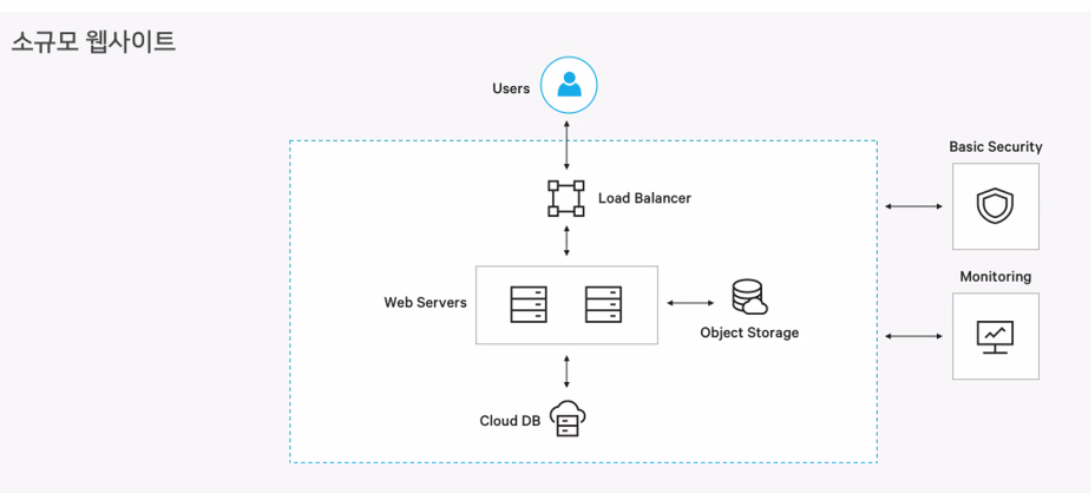 소규모 웹사이트
Users
Basic Security
Load Balancer
Monitoring
Web Servers
Object Storage
Cloud DB